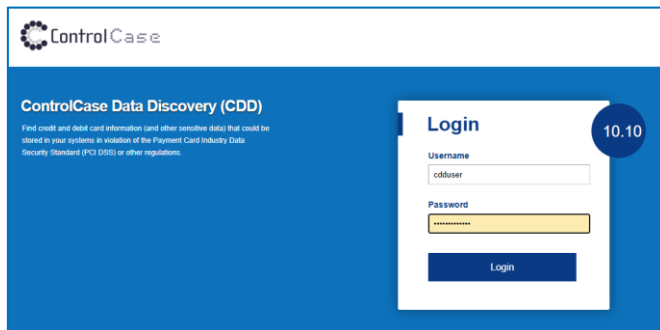 ControlCase
ControlCase Data Discovery (CDD)
Find credit and debit card information (and other sensitive data) that could be
stored in your systems in violation of the Payment Card Industry Data
Security Standard (PCI DSS) or other regulations.
Login
10.10
Username
cdduser
Password
•••••••••••••
Login